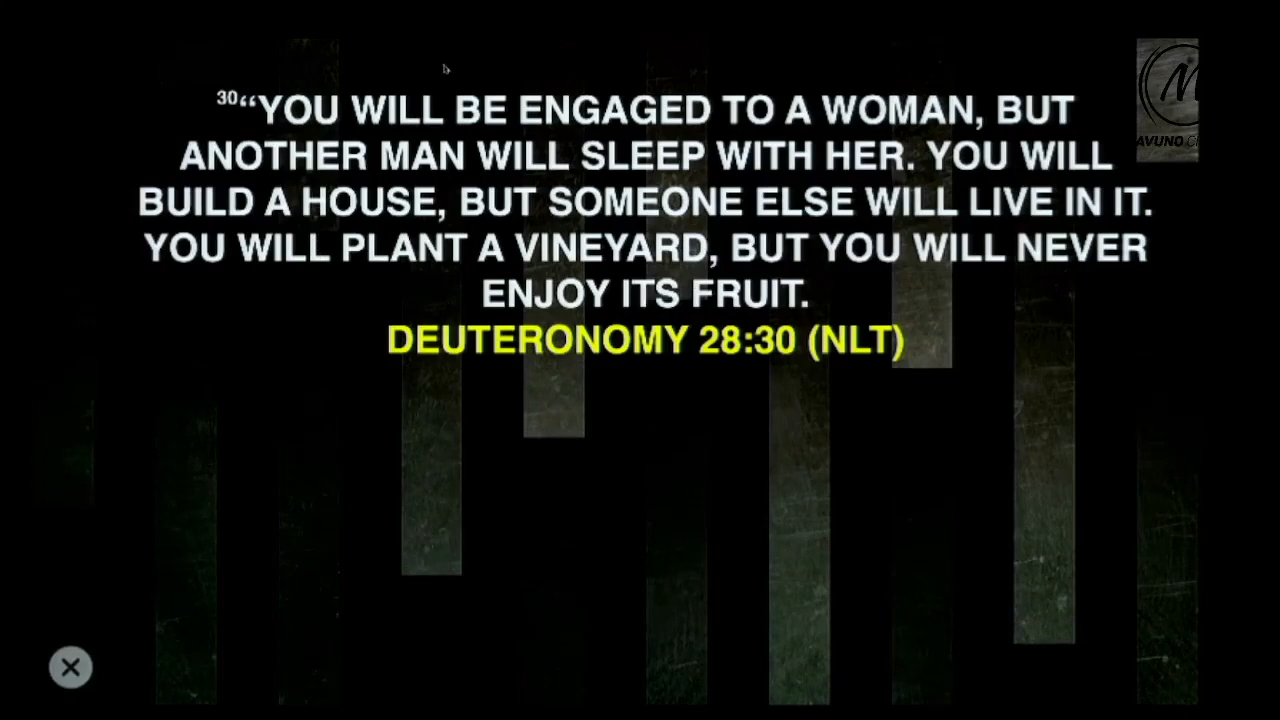 30“YOU WILL BE ENGAGED TO A WOMAN, BUT
ANOTHER MAN WILL SLEEP WITH HER. YOU WILL
BUILD A HOUSE, BUT SOMEONE ELSE WILL LIVE IN IT.
YOU WILL PLANT A VINEYARD, BUT YOU WILL NEVER
ENJOY ITS FRUIT.
DEUTERONOMY 28:30 (NLT)
M
AVUNO C